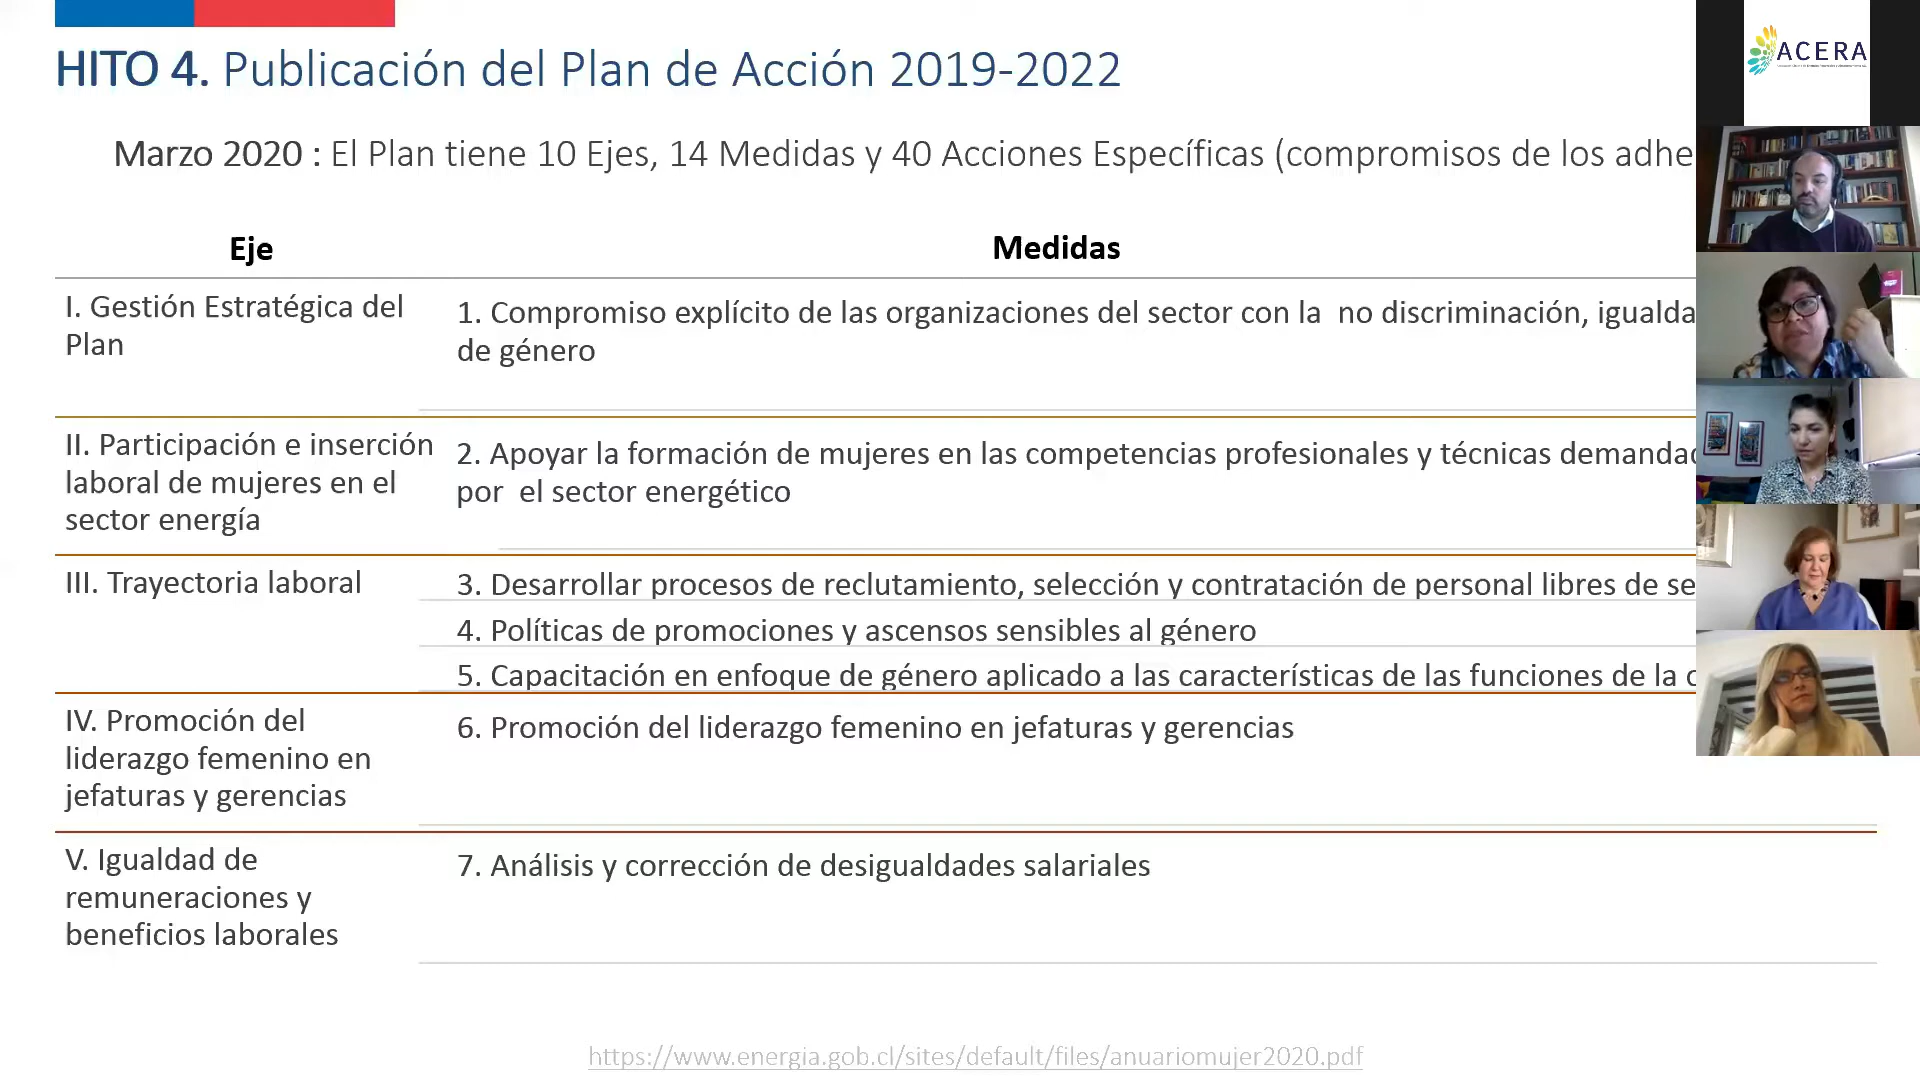 HITO 4. Publicación del Plan de Acción 2019-2022
ACERA
Marzo 2020 : El Plan tiene 10 Ejes, 14 Medidas y 40 Acciones Específicas (compromisos de los adhe
Eje
Medidas
I. Gestión Estratégica del
Plan
1. Compromiso explícito de las organizaciones del sector con la no discriminación, igualda
de género
II. Participación e inserción
laboral de mujeres en el
sector energía
2. Apoyar la formación de mujeres en las competencias profesionales y técnicas demandac
por el sector energético
III. Trayectoria laboral
3. Desarrollar procesos de reclutamiento, selección y contratación de personal libres de se
4. Políticas de promociones y ascensos sensibles al género
5. Capacitación en enfoque de género aplicado a las características de las funciones de la
IV. Promoción del
liderazgo femenino en
jefaturas y gerencias
6. Promoción del liderazgo femenino en jefaturas y gerencias
V. Igualdad de
remuneraciones y
beneficios laborales
7. Análisis y corrección de desigualdades salariales
https://www.energia.gob.cl/sites/default/files/anuariomujer2020.pdf